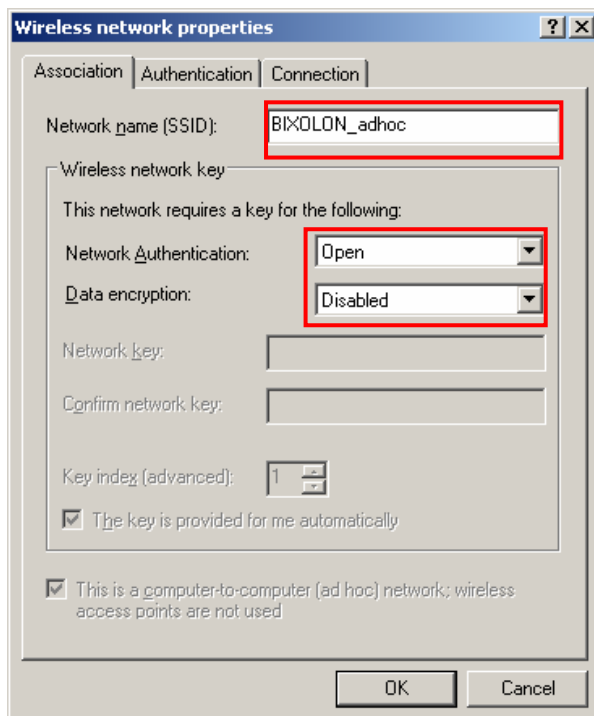 Wireless network properties
Association Authentication Connection
Network name (SSID): BIXOLON_adhoc
Wireless network key
This network requires a key for the following:
Network Authentication: Open
Data encryption: Disabled
Network key:
Confirm network key:
Key index (advanced): 1
The key is provided for me automatically
This is a computer-to-computer (ad hoc) network; wireless
access points are not used
OK Cancel